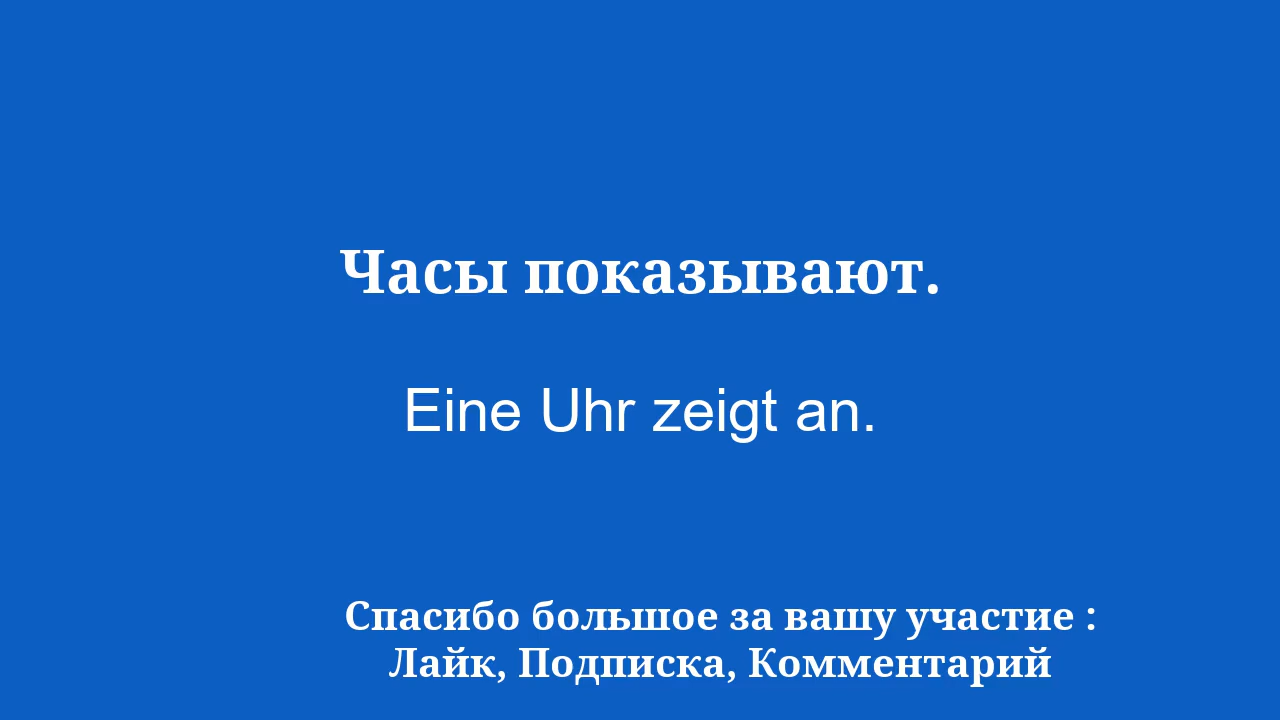 Часы показывают.
Eine Uhr zeigt an.
Спасибо большое за вашу участие :
Лайк, Подписка, Комментарий